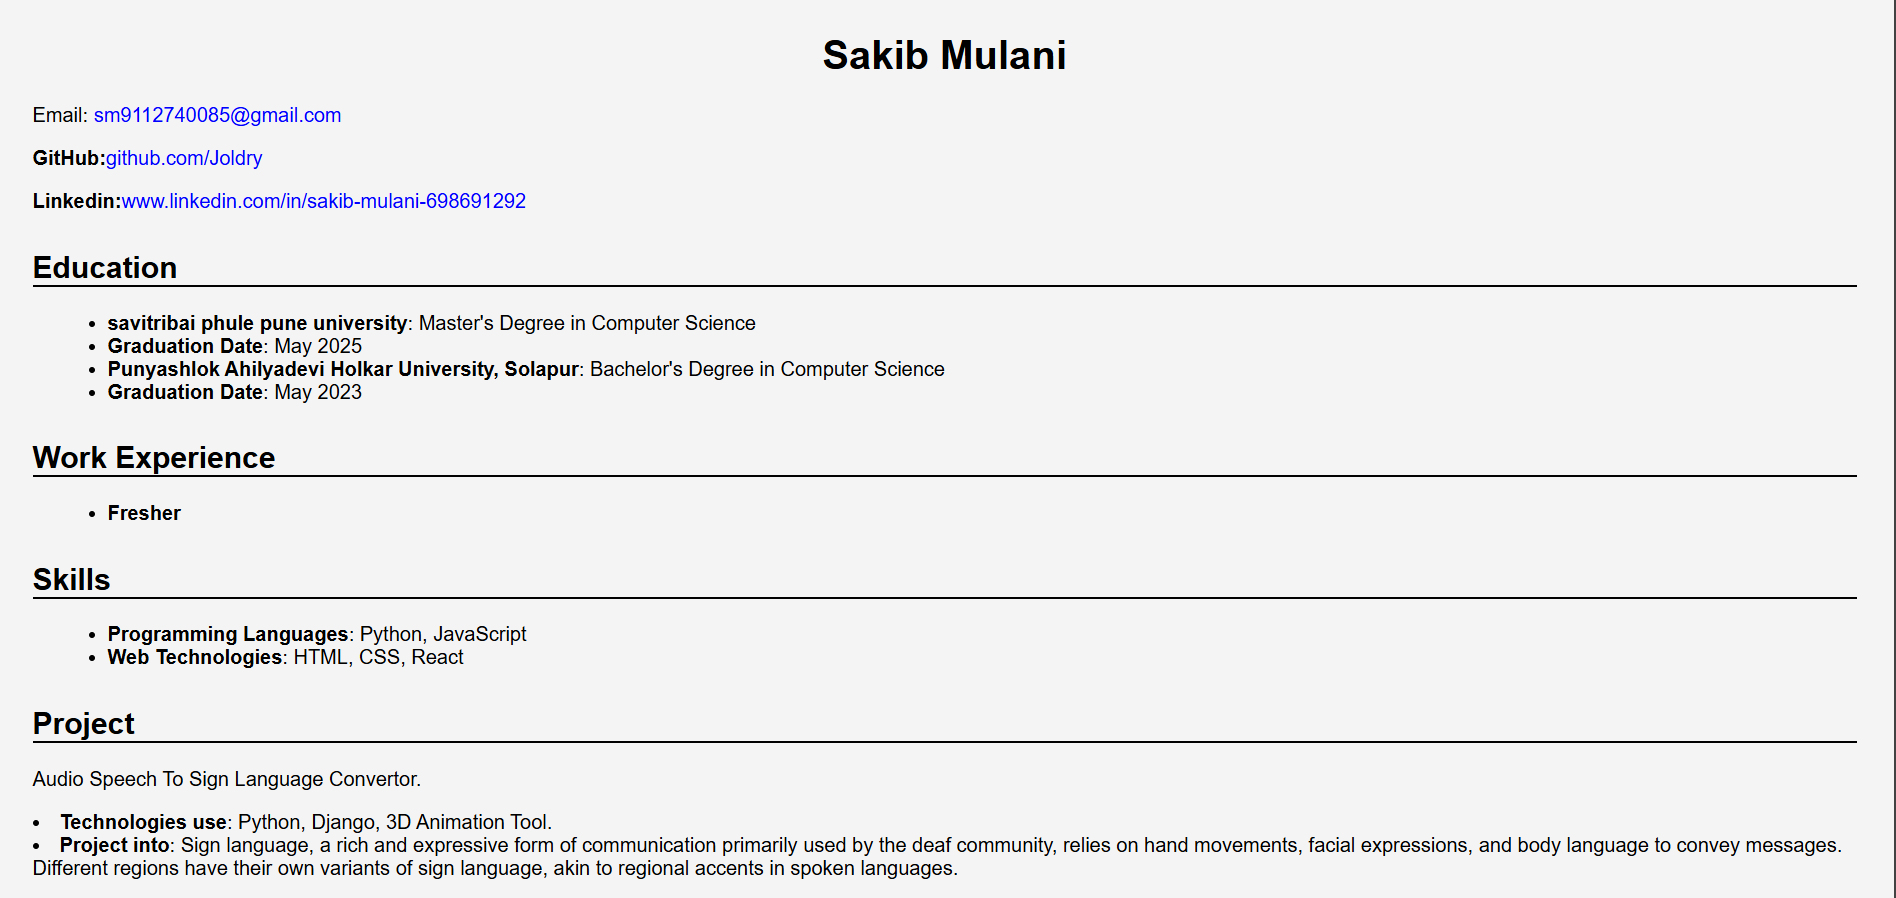 Sakib Mulani
Email: sm9112740085@gmail.com
GitHub:github.com/Joldry
Linkedin:www.linkedin.com/in/sakib-mulani-698691292
Education
• savitribai phule pune university: Master's Degree in Computer Science
• Graduation Date: May 2025
• Punyashlok Ahilyadevi Holkar University, Solapur: Bachelor's Degree in Computer Science
• Graduation Date: May 2023
Work Experience
• Fresher
Skills
• Programming Languages: Python, JavaScript
• Web Technologies: HTML, CSS, React
Project
Audio Speech To Sign Language Convertor.
• Technologies use: Python, Django, 3D Animation Tool.
• Project into: Sign language, a rich and expressive form of communication primarily used by the deaf community, relies on hand movements, facial expressions, and body language to convey messages.
Different regions have their own variants of sign language, akin to regional accents in spoken languages.